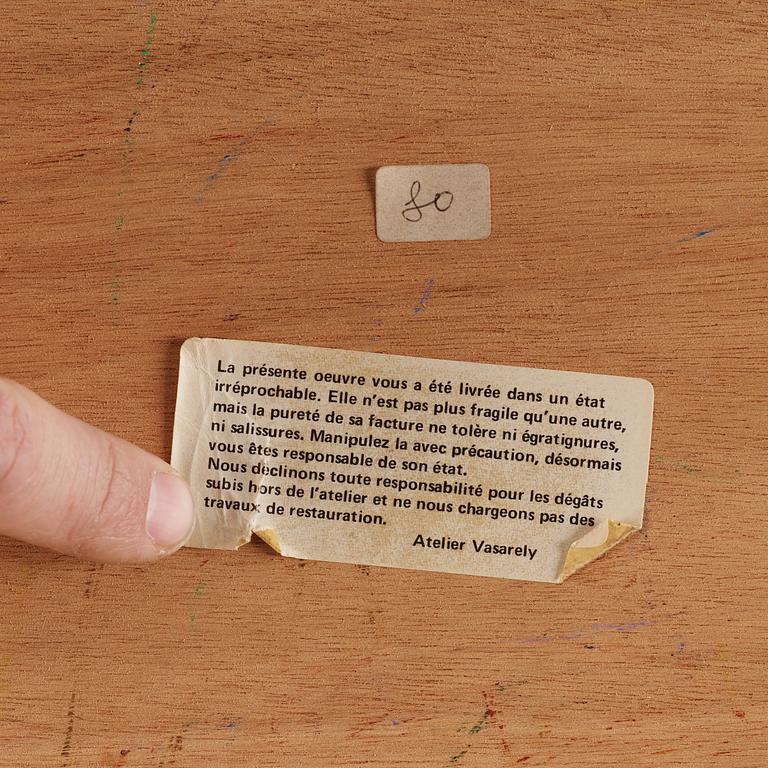 80
La présente oeuvre vous a été livrée dans un état
irréprochable. Elle n'est pas plus fragile qu'une autre,
mais la pureté de sa facture ne tolère ni égratignures,
ni salissures. Manipulez la avec précaution, désormais
vous êtes responsable de son état.
Nous déclinons toute responsabilité pour les dégâts
subis hors de l'atelier et ne nous chargeons pas des
travaux de restauration.
Atelier Vasarely